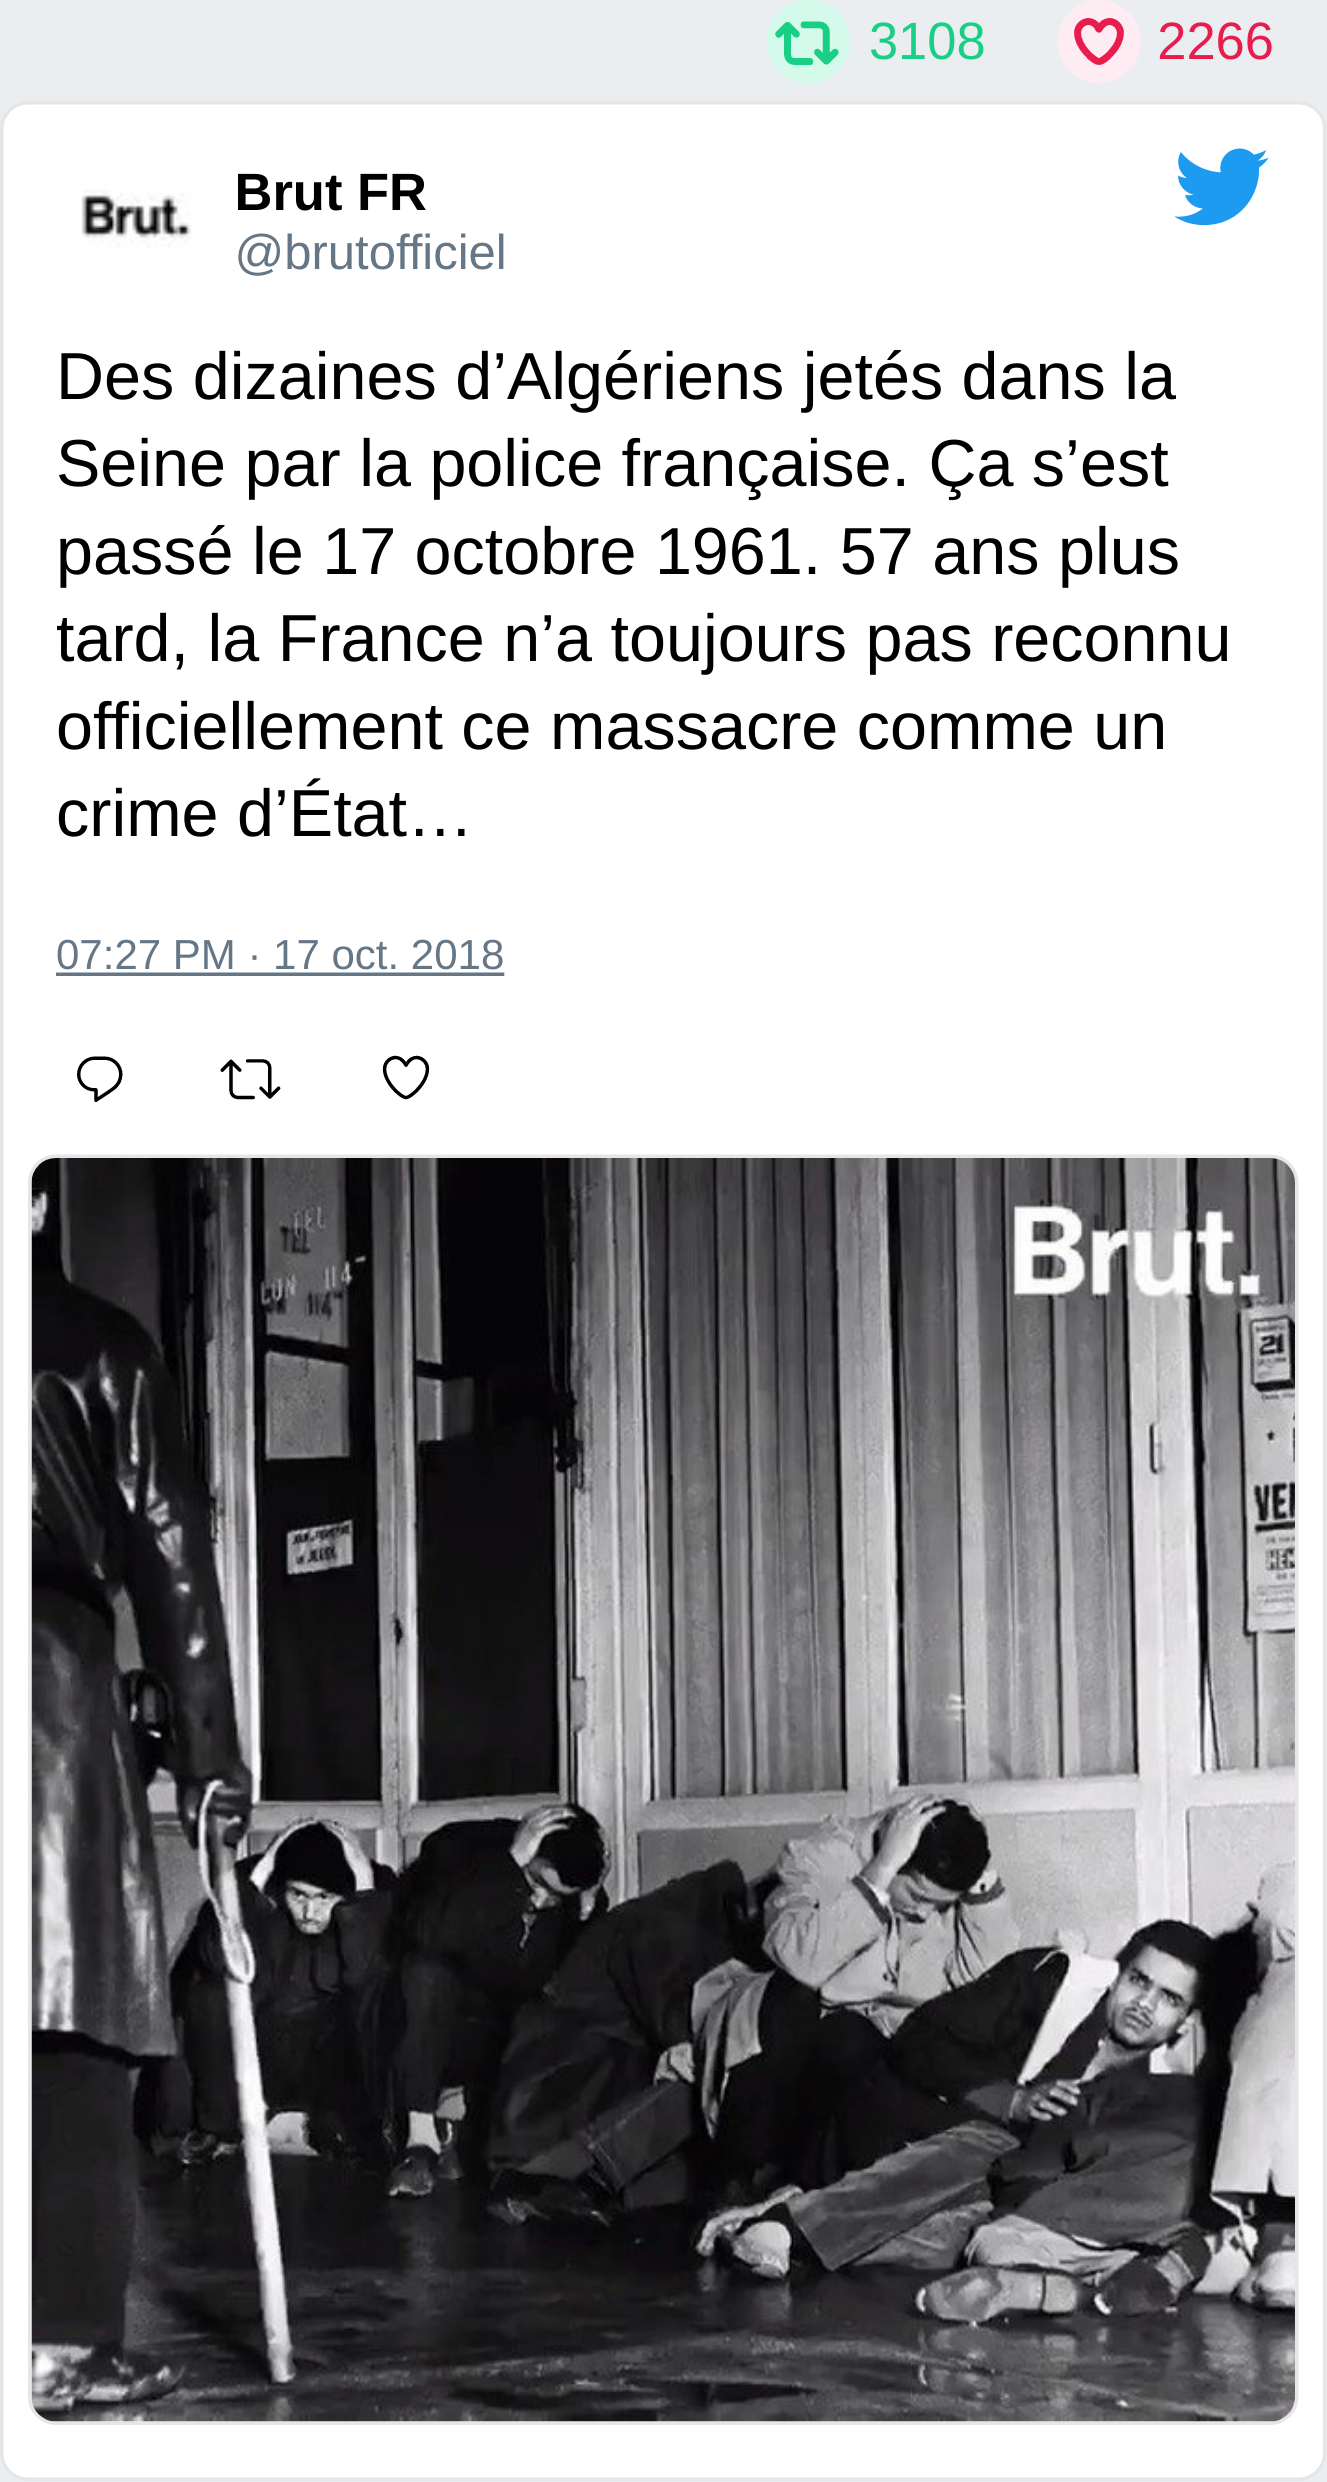 3108 2266
Brut.
Brut FR
@brutofficiel
Des dizaines d’Algériens jetés dans la
Seine par la police française. Ça s’est
passé le 17 octobre 1961. 57 ans plus
tard, la France n’a toujours pas reconnu
officiellement ce massacre comme un
crime d’État…
07:27 PM · 17 oct. 2018
Brut.
21